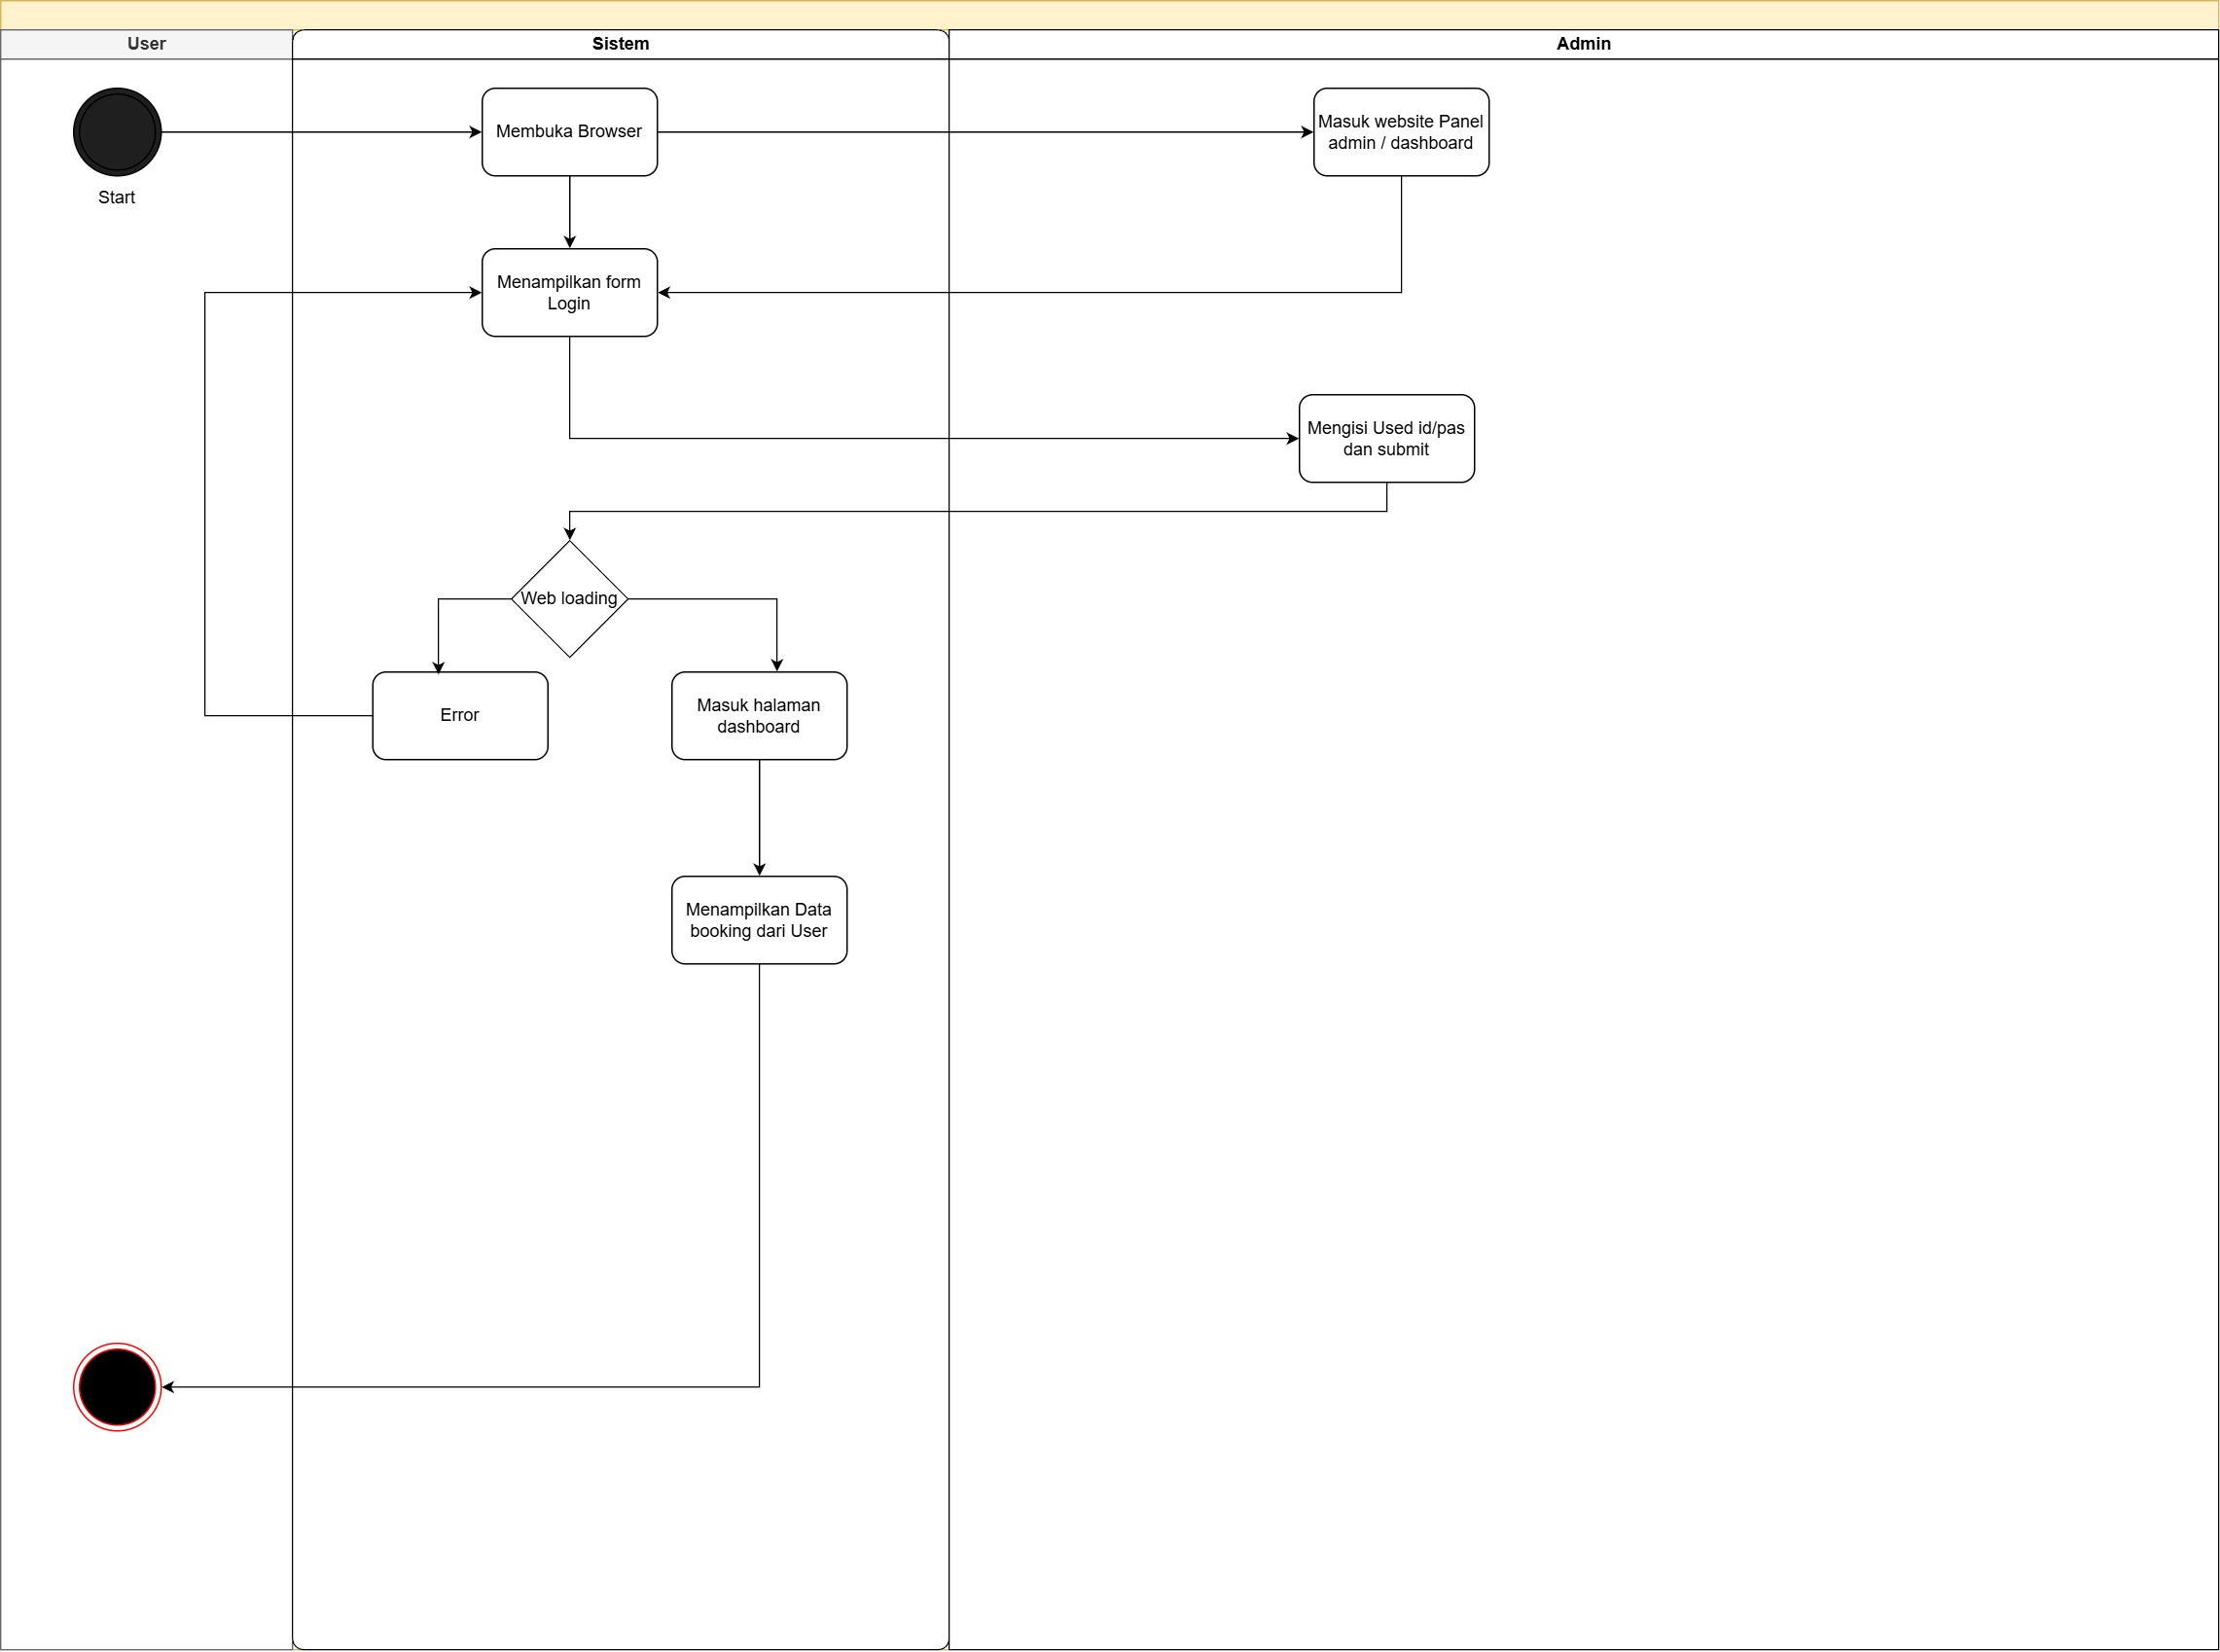 User
Sistem
Admin
Membuka Browser
Masuk website Panel
admin / dashboard
Start
Menampilkan form
Login
Mengisi Used id/pas
dan submit
Web loading
Error
Masuk halaman
dashboard
Menampilkan Data
booking dari User